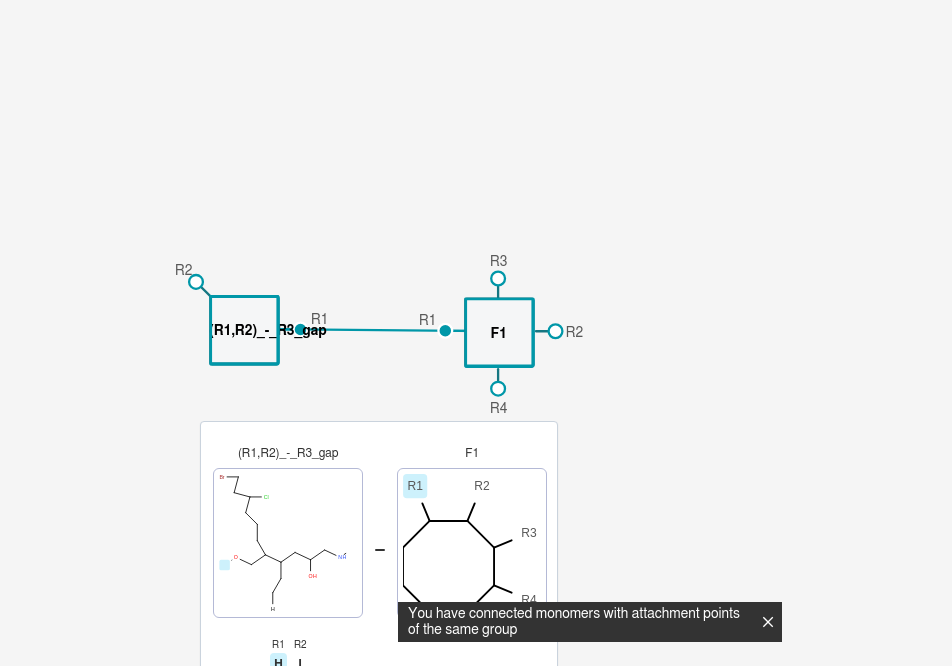 R3
R2
R1
R1
(R1,R2)_-_R3_gap
F1
R2
R4
(R1,R2)_-_R3_gap
F1
Br
Cl
O
OH
H
R1
R2
R3
R4
You have connected monomers with attachment points
of the same group
R1 R2
H